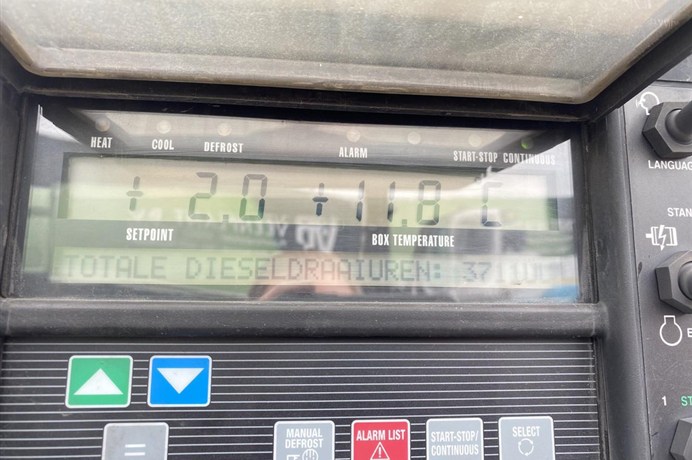 HEAT COOL DEFROST ALARM START-STOP CONTINUOUS
+ 2.0 +11.8 C
SETPOINT BOX TEMPERATURE
TOTALE DIESELDRAAIUREN:
=
MANUAL DEFROST
ALARM LIST
START-STOP/
CONTINUOUS
SELECT
1